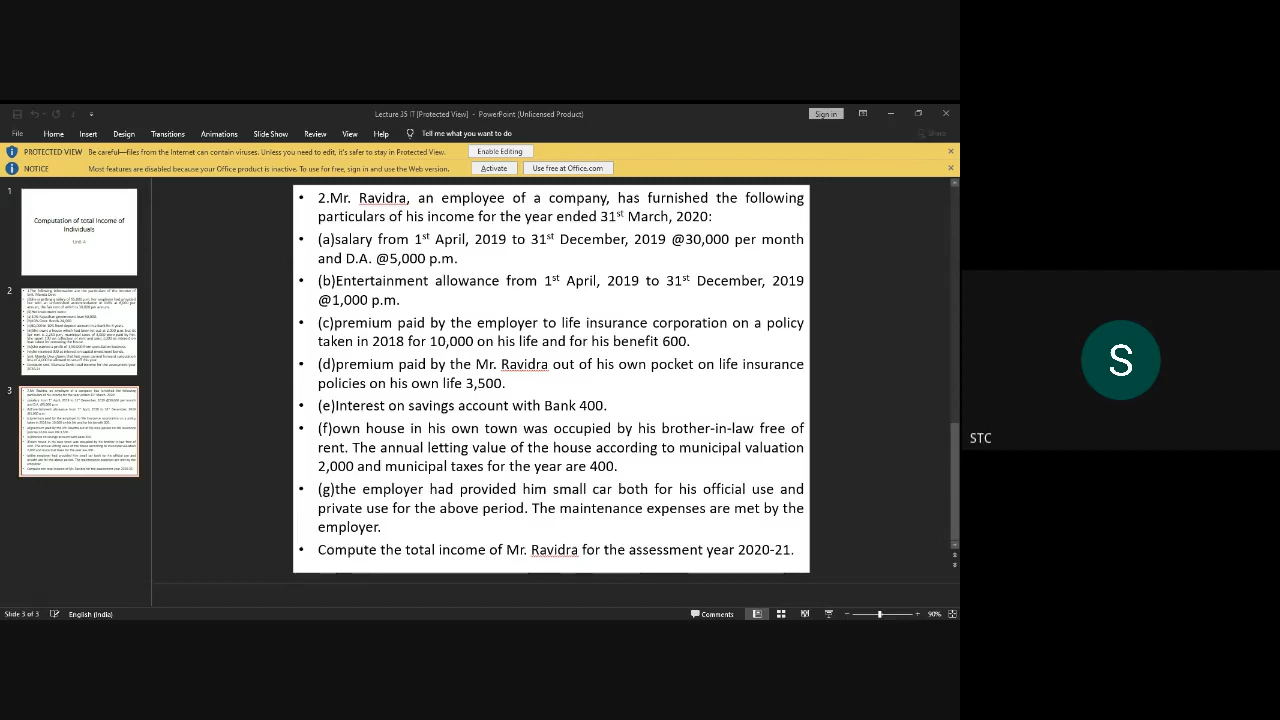 Lecture 35 IT [Protected View] - PowerPoint (Unlicensed Product)
Sign in
File Home Insert Design Transitions Animations Slide Show Review View Help Tell me what you want to do
Share
PROTECTED VIEW Be careful—files from the Internet can contain viruses. Unless you need to edit, it's safer to stay in Protected View. Enable Editing
NOTICE Most features are disabled because your Office product is inactive. To use for free, sign in and use the Web version. Activate Use free at Office.com
1
Computation of total Income of
Individuals
Unit-4
2
3
• 2.Mr. Ravidra, an employee of a company, has furnished the following
particulars of his income for the year ended 31st March, 2020:
• (a)salary from 1st April, 2019 to 31st December, 2019 @30,000 per month
and D.A. @5,000 p.m.
• (b)Entertainment allowance from 1st April, 2019 to 31st December, 2019
@1,000 p.m.
• (c)premium paid by the employer to life insurance corporation on a policy
taken in 2018 for 10,000 on his life and for his benefit 600.
• (d)premium paid by the Mr. Ravidra out of his own pocket on life insurance
policies on his own life 3,500.
• (e)Interest on savings account with Bank 400.
• (f)own house in his own town was occupied by his brother-in-law free of
rent. The annual letting value of the house according to municipal valuation
2,000 and municipal taxes for the year are 400.
• (g)the employer had provided him small car both for his official use and
private use for the above period. The maintenance expenses are met by the
employer.
• Compute the total income of Mr. Ravidra for the assessment year 2020-21.
S
STC
Slide 3 of 3 English (India) Comments 90%